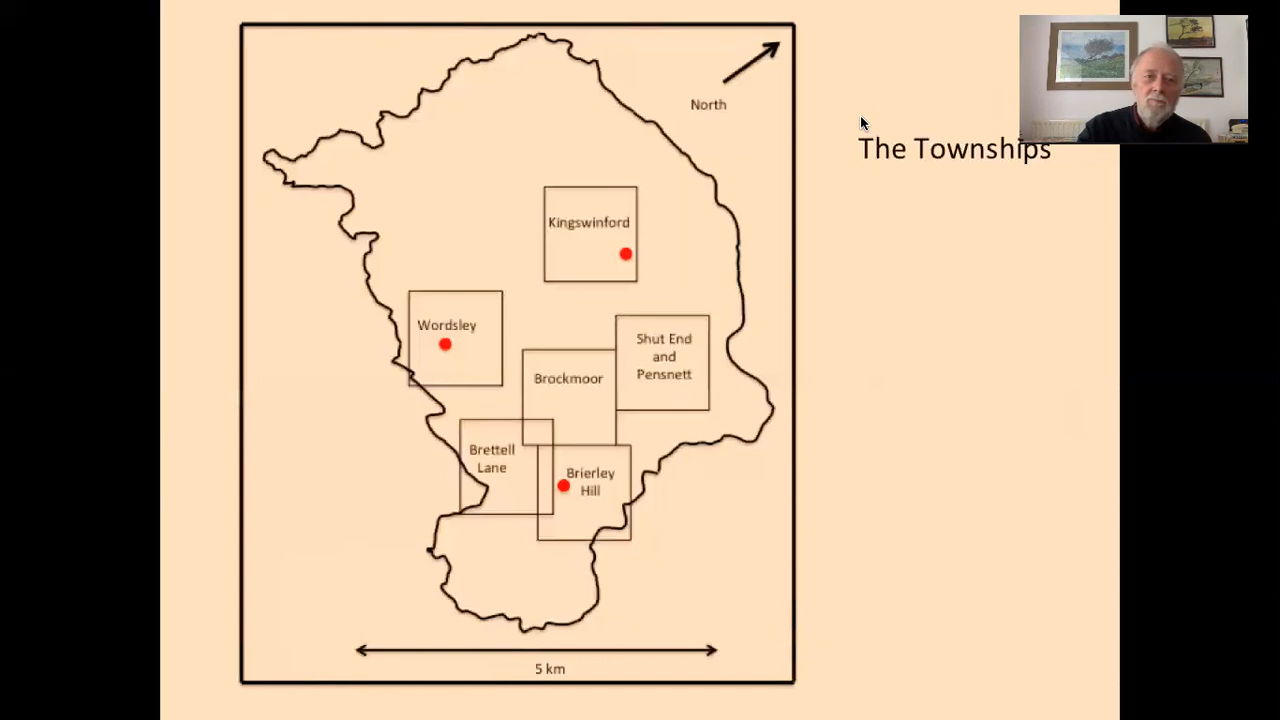 North
The Townships
Kingswinford
Wordsley
Shut End
and
Pensnett
Brockmoor
Brettell
Lane
Brierley
Hill
5 km